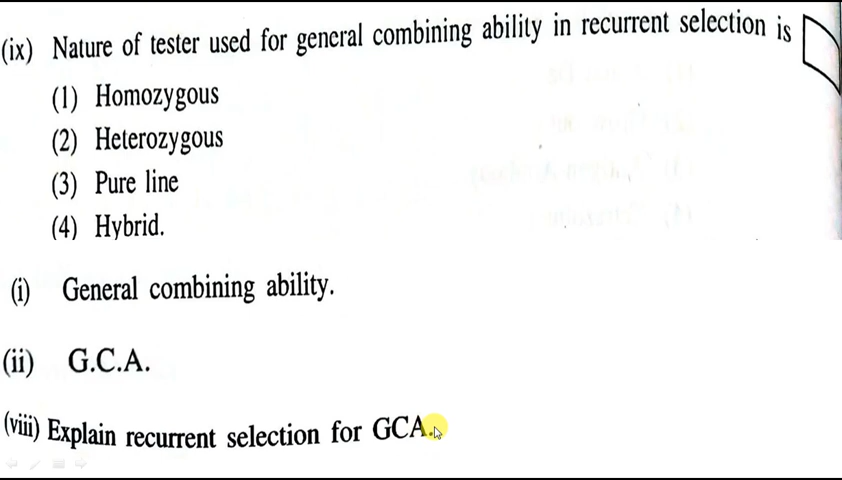 (ix) Nature of tester used for general combining ability in recurrent selection is
(1) Homozygous
(2) Heterozygous
(3) Pure line
(4) Hybrid.
(i) General combining ability.
(ii) G.C.A.
(viii) Explain recurrent selection for GCA.